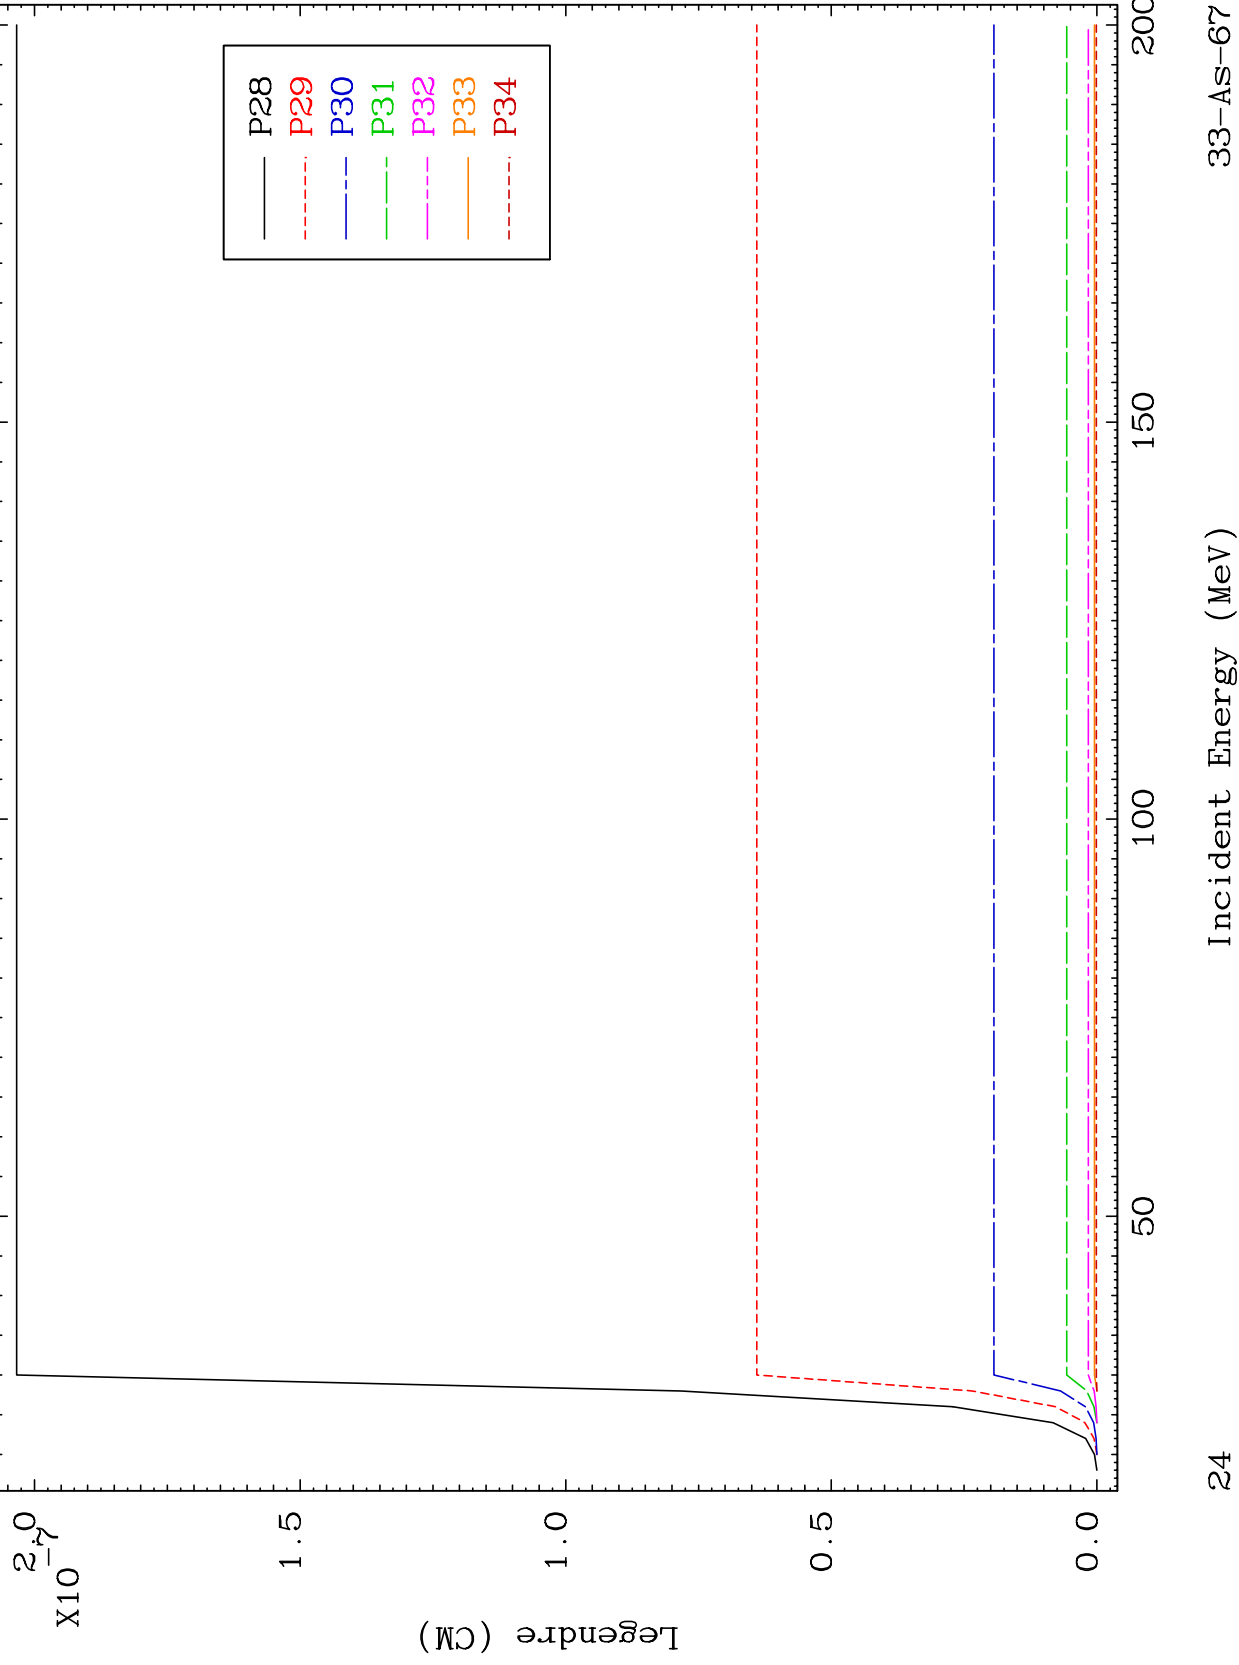 P28
P29
P30
P31
P32
P33
P34
2.0
X10
-7
1.5
1.0
0.5
0.0
Legendre (CM)
50
100
150
200
Incident Energy (MeV)
24
33-As-67